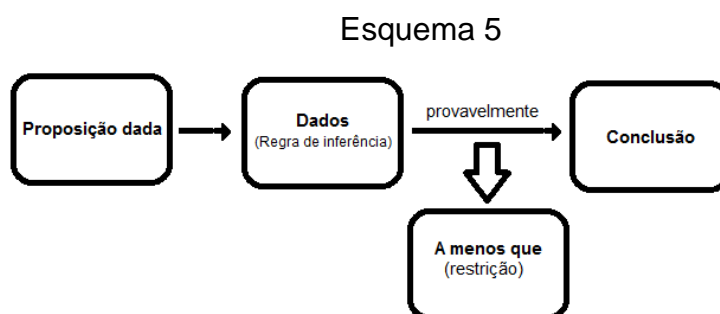 Esquema 5
Proposição dada
Dados
(Regra de inferência)
provavelmente
Conclusão
A menos que
(restrição)